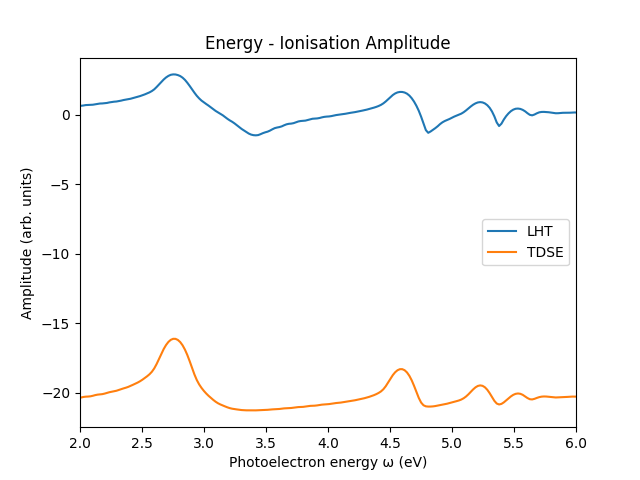 Energy - Ionisation Amplitude
Amplitude (arb. units)
0
−5
−10
−15
−20
LHT
TDSE
2.0 2.5 3.0 3.5 4.0 4.5 5.0 5.5 6.0
Photoelectron energy ω (eV)